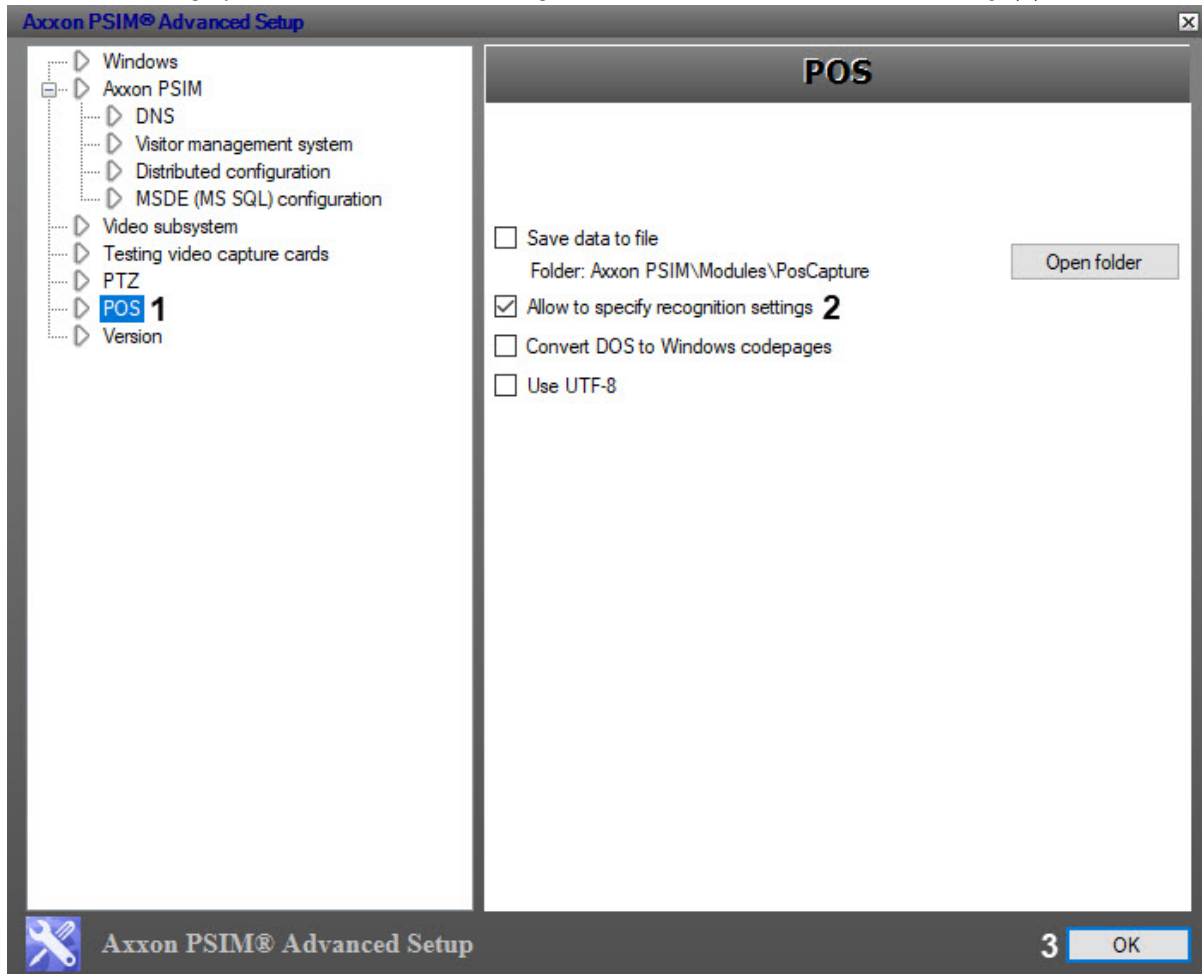 Axxon PSIM® Advanced Setup
Windows
Axxon PSIM
DNS
Visitor management system
Distributed configuration
MSDE (MS SQL) configuration
Video subsystem
Testing video capture cards
PTZ
POS 1
Version
POS
Save data to file
Folder: Axxon PSIM\Modules\PosCapture
Open folder
Allow to specify recognition settings 2
Convert DOS to Windows codepages
Use UTF-8
Axxon PSIM® Advanced Setup
3 OK